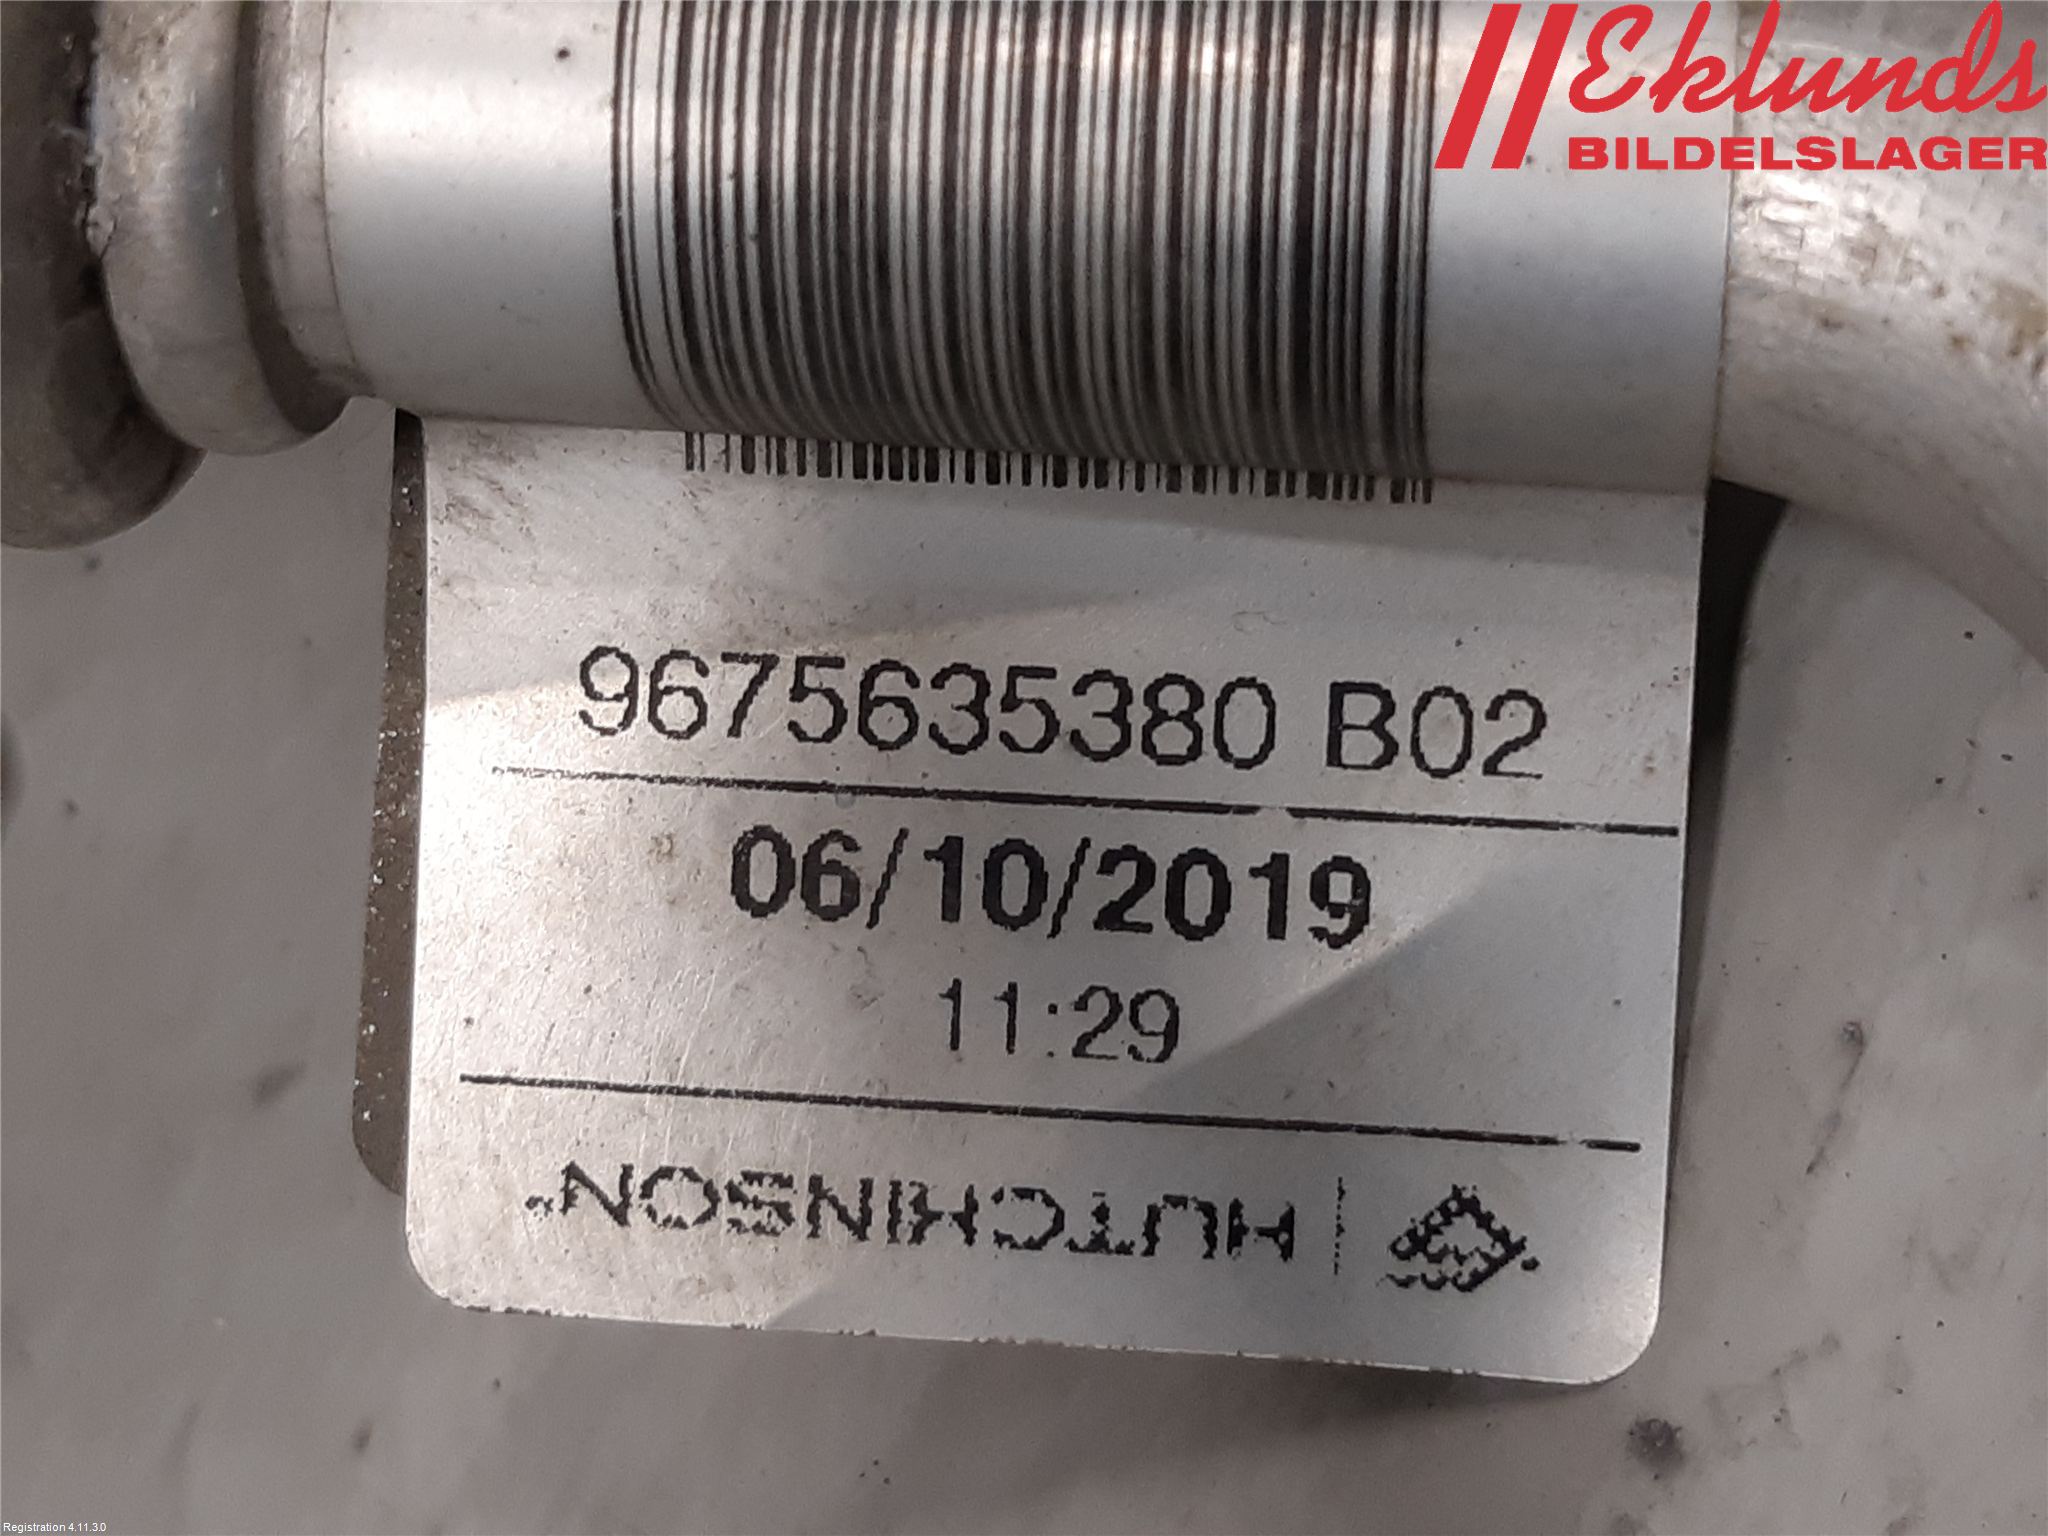 Eklunds
BILDELSLAGER
9675635380 B02
06/10/2019
11:29
HUTCHINSON®
Registration 4.11.3.0